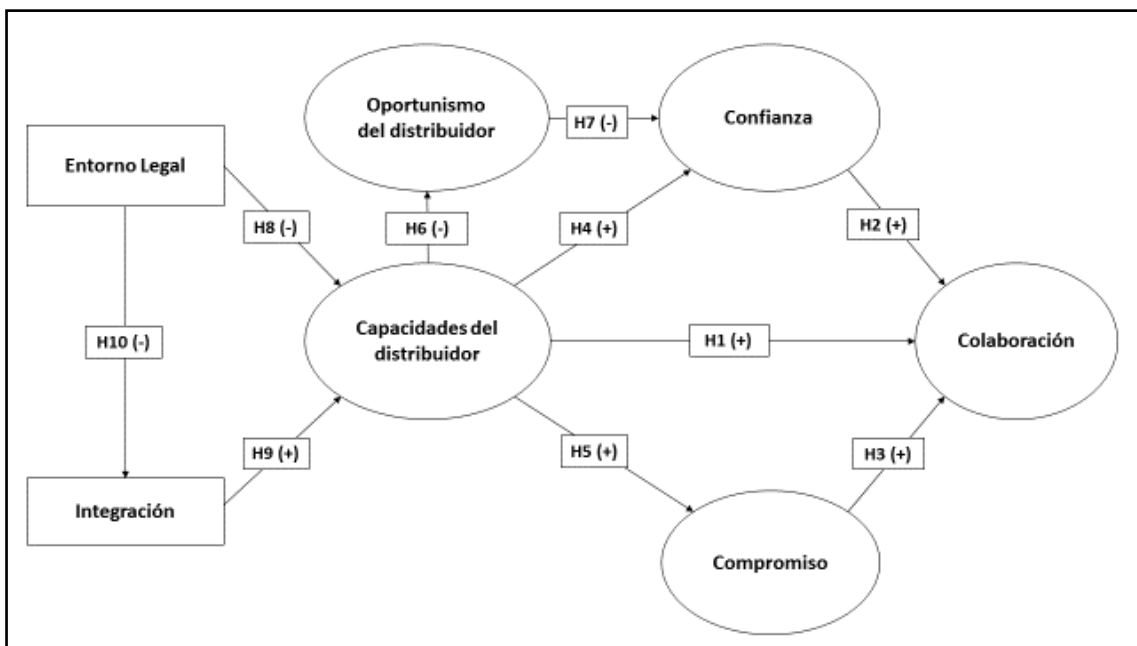 Oportunismo
del distribuidor
H7 (-)
Confianza
Entorno Legal
H8 (-)
H6 (-)
H4 (+)
H2 (+)
Capacidades del
distribuidor
H10 (-)
H1 (+)
Colaboración
H9 (+)
H5 (+)
H3 (+)
Integración
Compromiso